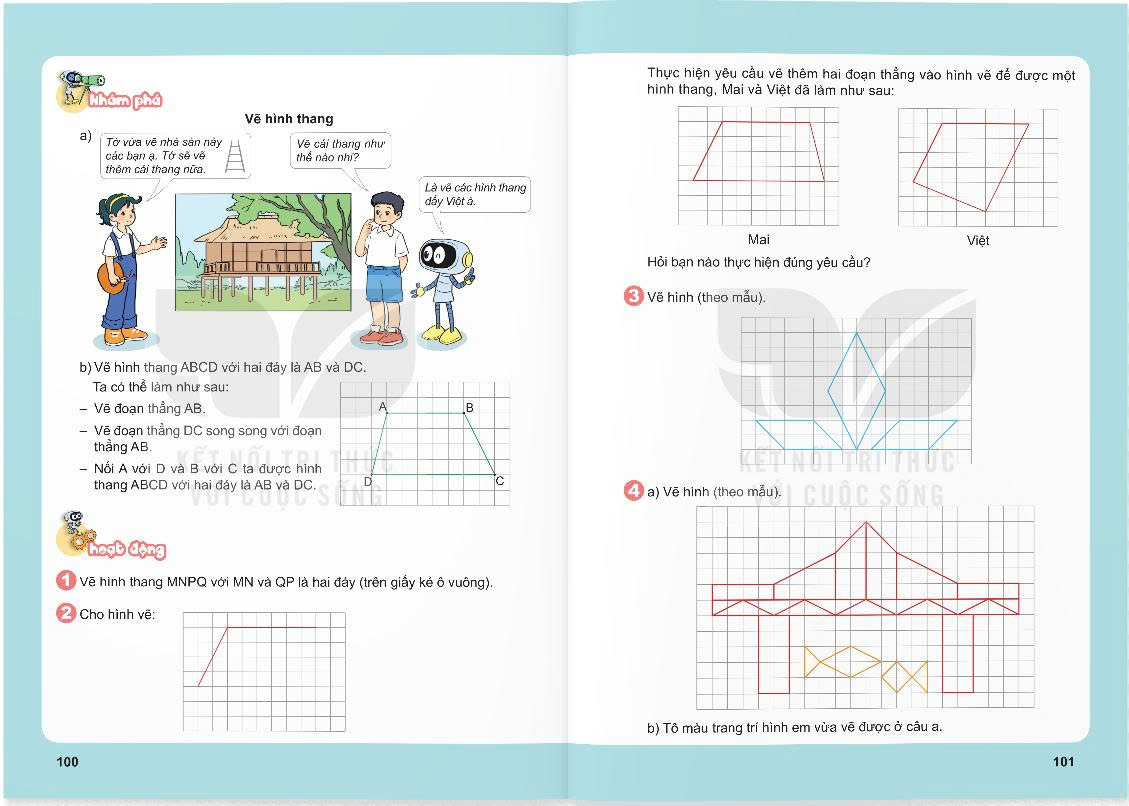 Khám phá
Vẽ hình thang
a)
Tớ vừa vẽ nhà sàn này
các bạn ạ. Tớ sẽ vẽ
thêm cái thang nữa.
Vẽ cái thang như
thế nào nhỉ?
Là vẽ các hình thang
đấy Việt à.
b) Vẽ hình thang ABCD với hai đáy là AB và DC.
Ta có thể làm như sau:
– Vẽ đoạn thẳng AB.
– Vẽ đoạn thẳng DC song song với đoạn
thẳng AB.
– Nối A với D và B với C ta được hình
thang ABCD với hai đáy là AB và DC.
A
B
D
C
Hoạt động
1 Vẽ hình thang MNPQ với MN và QP là hai đáy (trên giấy kẻ ô vuông).
2 Cho hình vẽ:
100
Thực hiện yêu cầu vẽ thêm hai đoạn thẳng vào hình vẽ để được một
hình thang, Mai và Việt đã làm như sau:
Mai
Việt
Hỏi bạn nào thực hiện đúng yêu cầu?
3 Vẽ hình (theo mẫu).
4 a) Vẽ hình (theo mẫu).
b) Tô màu trang trí hình em vừa vẽ được ở câu a.
101
KẾT NỐI TRI THỨC
VỚI CUỘC SỐNG
KẾT NỐI TRI THỨC
VỚI CUỘC SỐNG